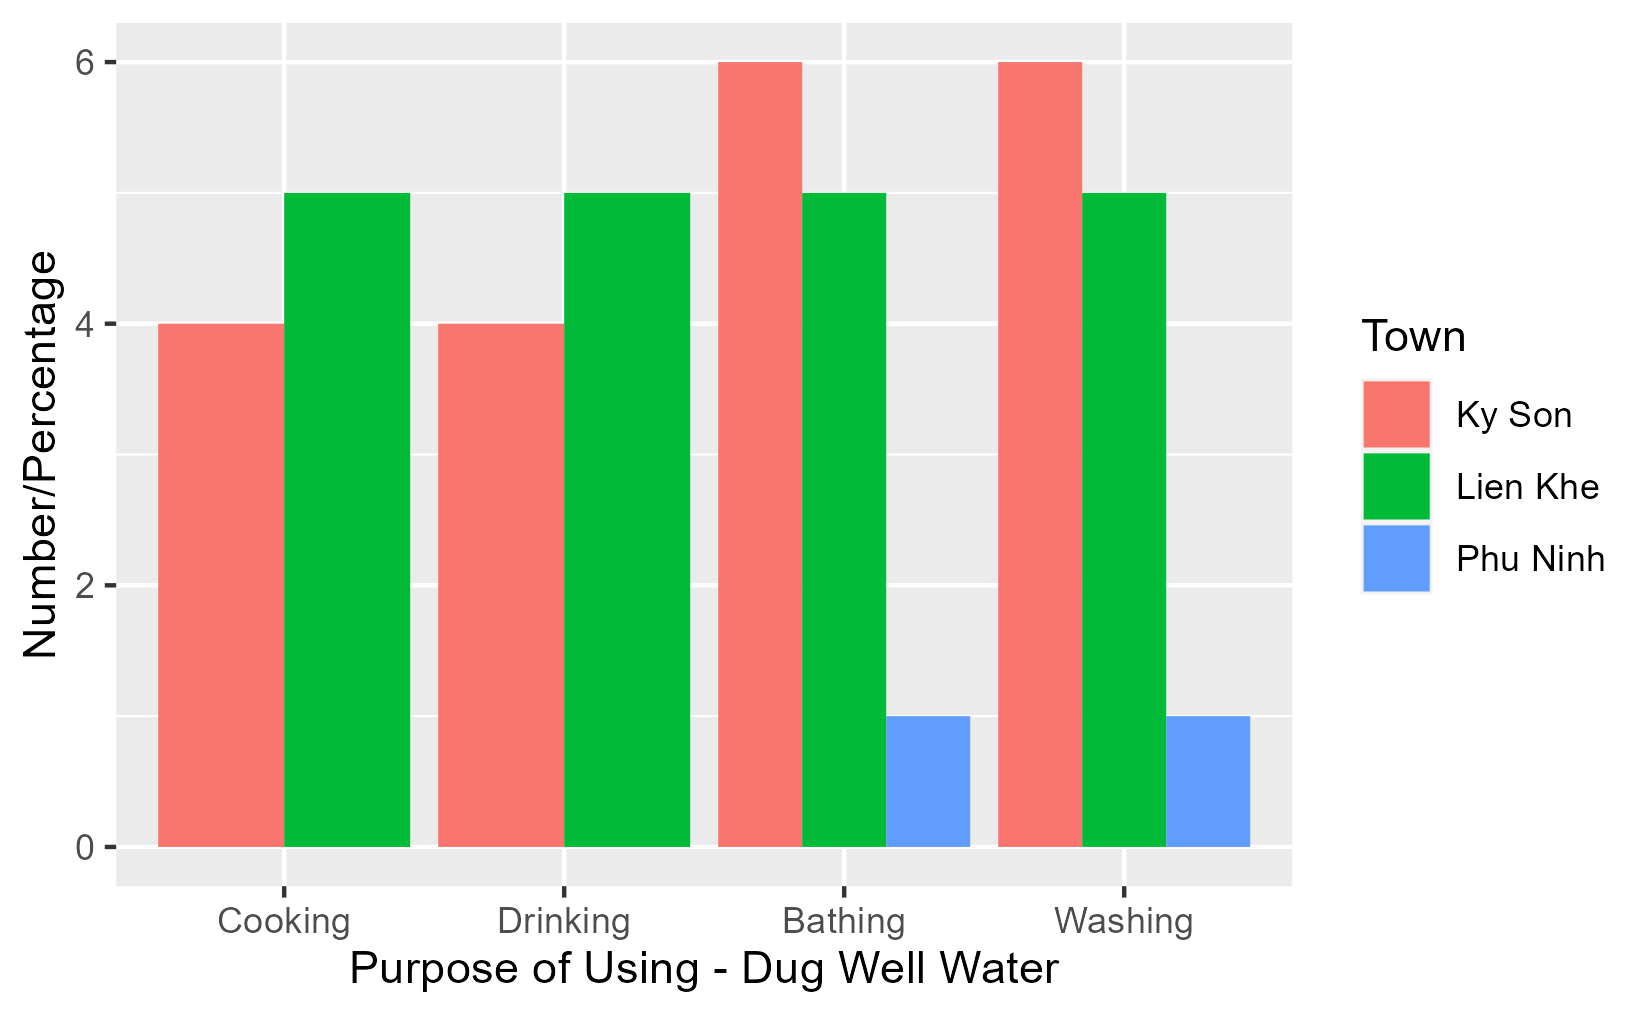 Number/Percentage
6
4
2
0
Cooking
Drinking
Bathing
Washing
Purpose of Using - Dug Well Water
Town
Ky Son
Lien Khe
Phu Ninh